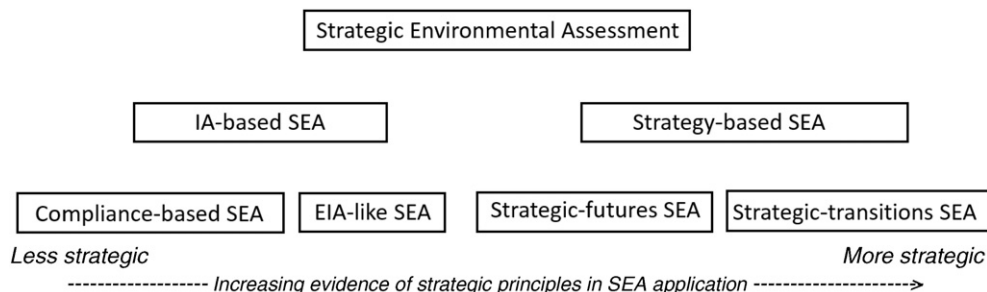 Strategic Environmental Assessment
IA-based SEA
Strategy-based SEA
Compliance-based SEA
EIA-like SEA
Strategic-futures SEA
Strategic-transitions SEA
Less strategic
More strategic
Increasing evidence of strategic principles in SEA application